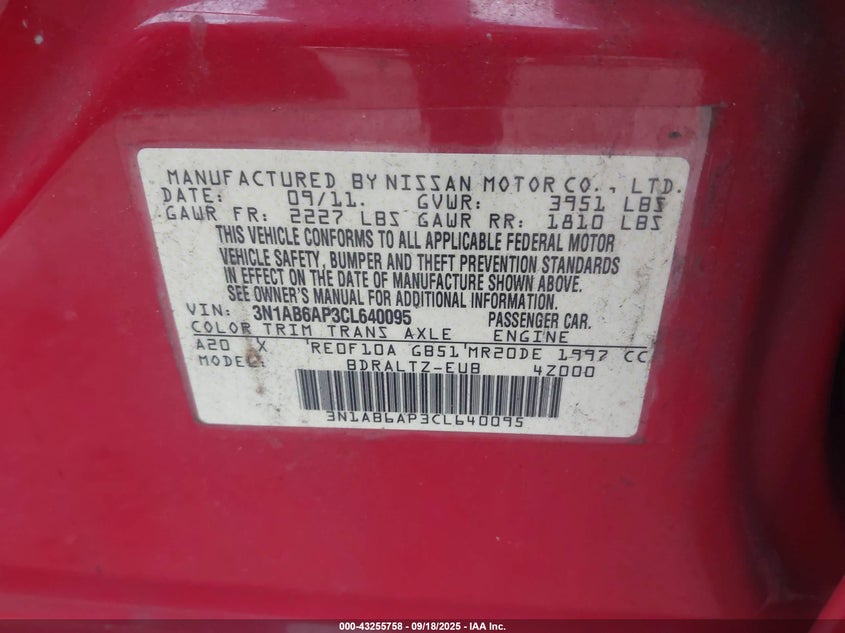 MANUFACTURED BY NISSAN MOTOR CO., LTD.
DATE: 09/11. GVWR: 3951 LBS
GAWR FR: 2227 LBS GAWR RR: 1810 LBS
THIS VEHICLE CONFORMS TO ALL APPLICABLE FEDERAL MOTOR
VEHICLE SAFETY, BUMPER AND THEFT PREVENTION STANDARDS
IN EFFECT ON THE DATE OF MANUFACTURE SHOWN ABOVE.
SEE OWNER'S MANUAL FOR ADDITIONAL INFORMATION.
VIN: 3N1AB6AP3CL640095 PASSENGER CAR.
COLOR TRIM TRANS AXLE ENGINE
A20 X RE0F10A GB51 MR20DE 1997 CC
MODEL: BDRALTZ-EUB 4Z000
3N1AB6AP3CL640095
000-43255758 - 09/18/2025 - IAA Inc.